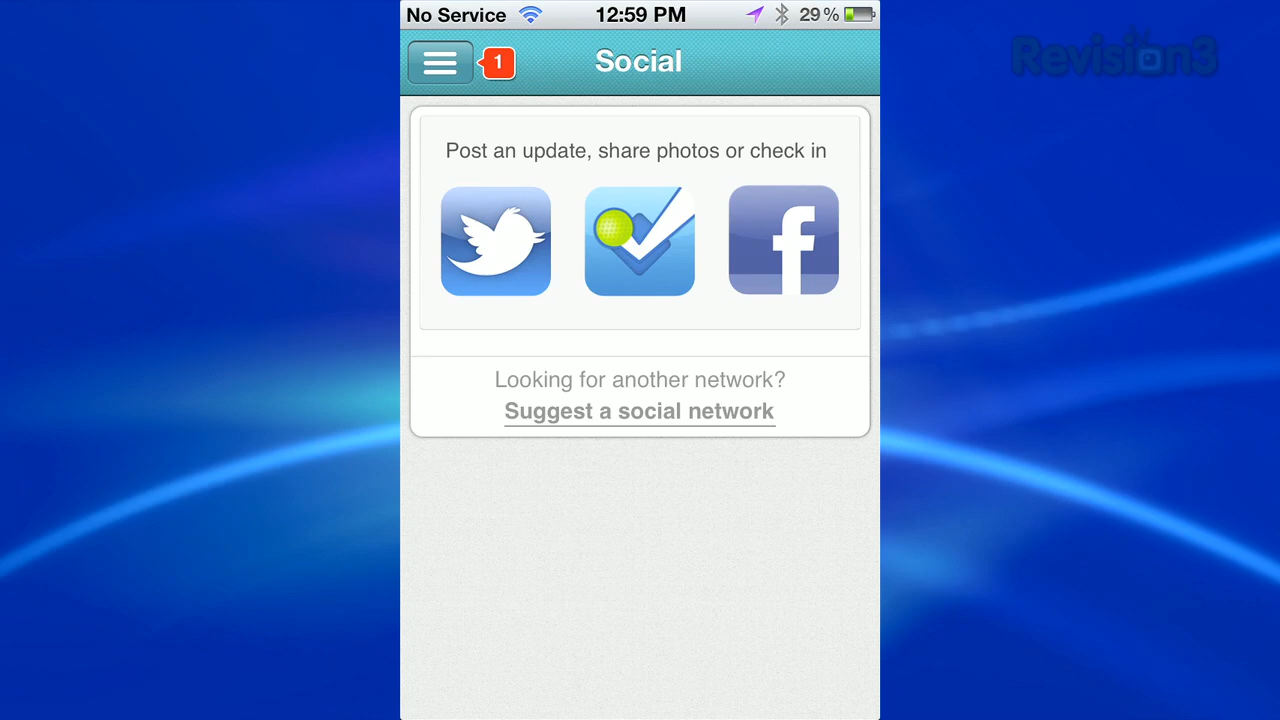 No Service 12:59 PM 29%
1 Social
Revision3
Post an update, share photos or check in
Looking for another network?
Suggest a social network